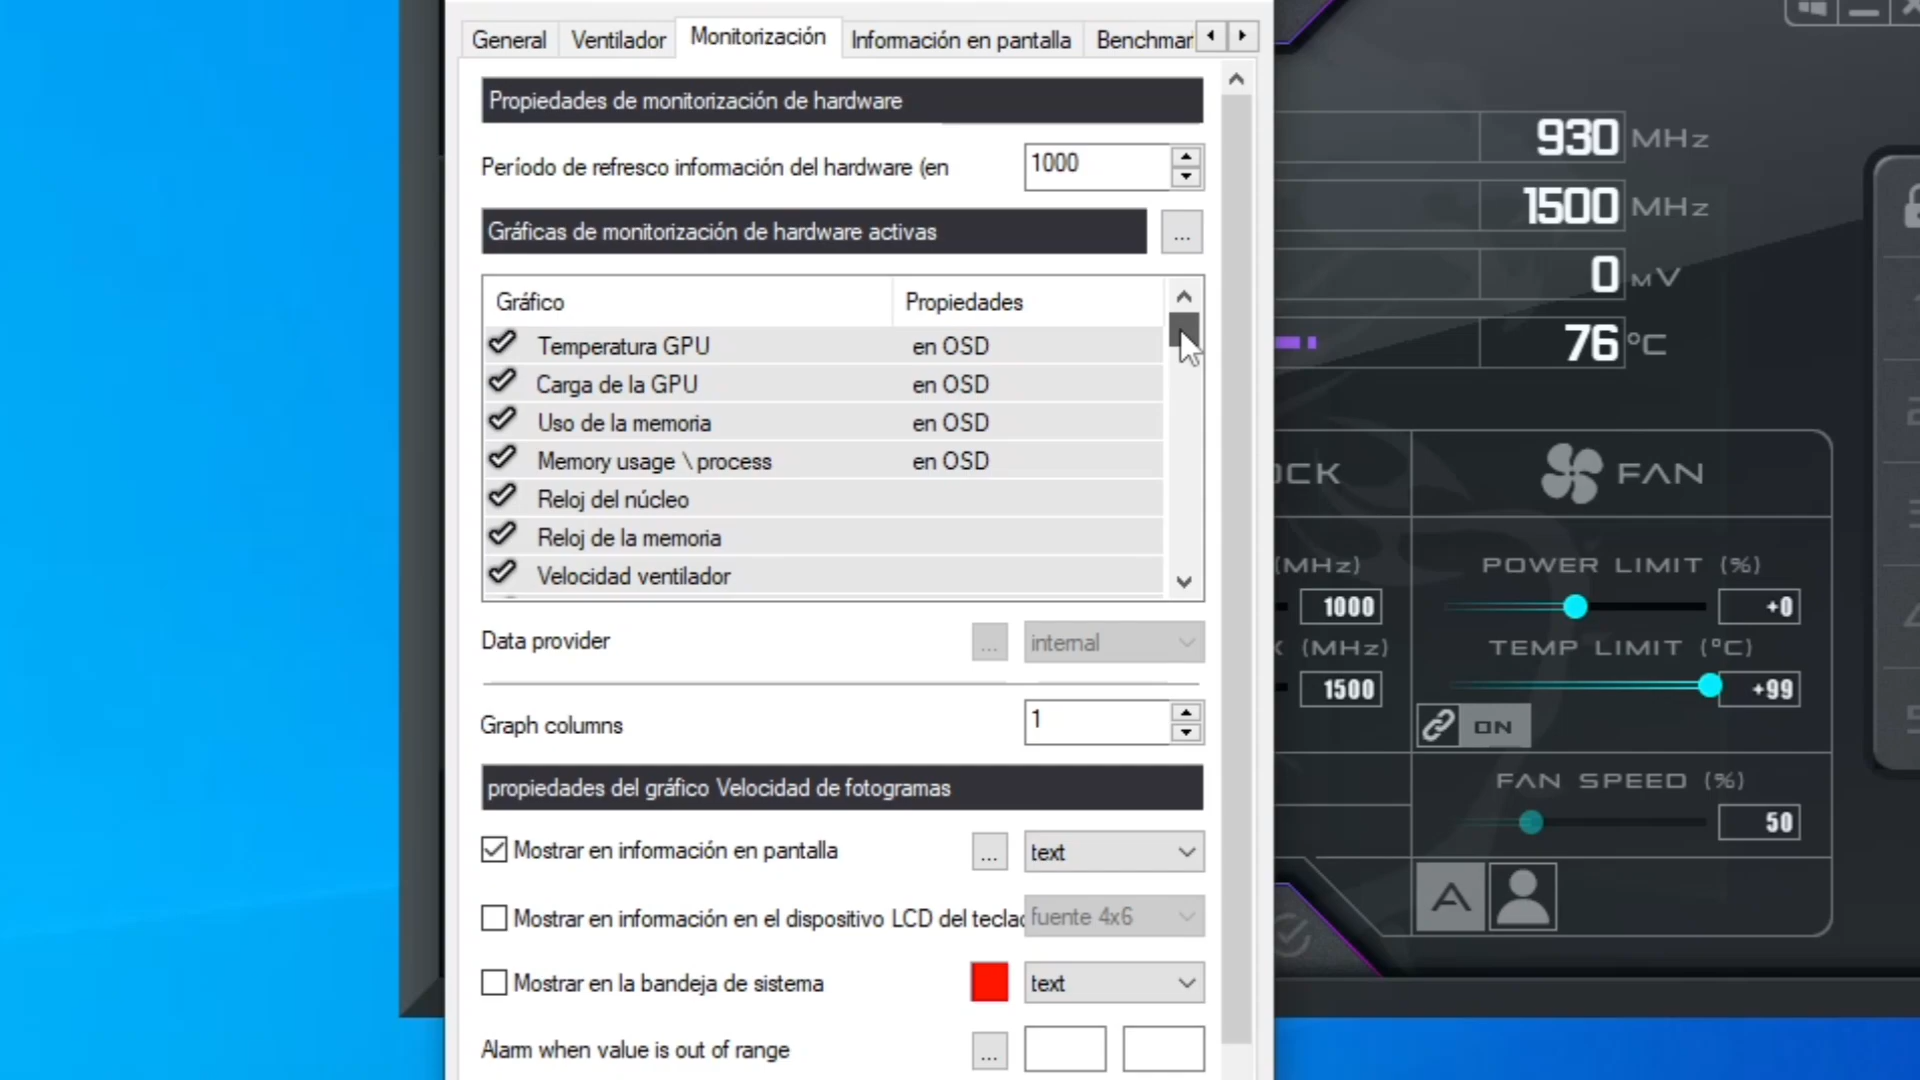 General Ventilador Monitorización Información en pantalla Benchmar
Propiedades de monitorización de hardware
Período de refresco información del hardware (en 1000
Gráficas de monitorización de hardware activas ...
Gráfico Propiedades
Temperatura GPU en OSD
Carga de la GPU en OSD
Uso de la memoria en OSD
Memory usage \ process en OSD
Reloj del núcleo
Reloj de la memoria
Velocidad ventilador
Data provider ... internal
Graph columns 1
propiedades del gráfico Velocidad de fotogramas
Mostrar en información en pantalla ... text
Mostrar en información en el dispositivo LCD del teclac fuente 4x6
Mostrar en la bandeja de sistema text
Alarm when value is out of range ...
930 MHz
1500 MHz
0 mV
76 °C
OCK
FAN
(MHz) 1000
POWER LIMIT (%) +0
(MHz) 1500
TEMP LIMIT (°C) +99
ON
FAN SPEED (%) 50
A